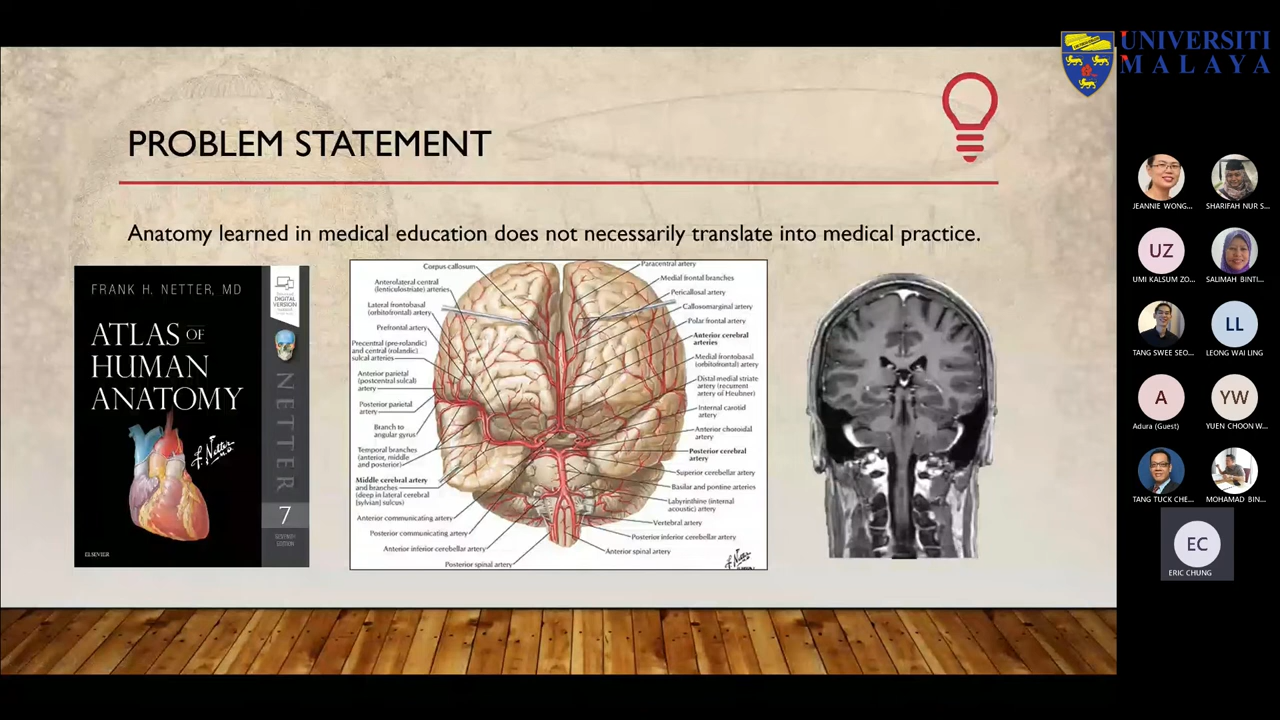 UNIVERSITI
MALAYA
PROBLEM STATEMENT
Anatomy learned in medical education does not necessarily translate into medical practice.
FRANK H. NETTER, MD
ATLAS OF
HUMAN
ANATOMY
F. Netter
M.D.
ELSEVIER
DIGITAL
VERSION
NETTER
7
Corpus callosum
Anterolateral central
(lenticulostriate) arteries
Lateral frontobasal
(orbitofrontal) artery
Prefrontal artery
Precentral (pre-rolandic)
and central (rolandic)
sulcal arteries
Anterior parietal
(postcentral sulcal)
artery
Posterior parietal
artery
Branch to
angular gyrus
Temporal branches
(anterior, middle
and posterior)
Middle cerebral artery
and branches
(deep in lateral cerebral
[sylvian] sulcus)
Anterior communicating artery
Posterior communicating artery
Anterior inferior cerebellar artery
Posterior spinal artery
Paracentral artery
Medial frontal branches
Pericallosal artery
Callosomarginal artery
Polar frontal artery
Anterior cerebral
arteries
Medial frontobasal
(orbitofrontal) artery
Distal medial striate
artery (recurrent
artery of Heubner)
Internal carotid
artery
Anterior choroidal
artery
Posterior cerebral
artery
Superior cerebellar artery
Basilar and pontine arteries
Labyrinthine (internal
acoustic) artery
Vertebral artery
Posterior inferior cerebellar artery
Anterior spinal artery
JEANNIE WONG...
SHARIFAH NUR S...
UZ
UMI KALSUM ZO...
SALIMAH BINTI...
TANG SWEE SEO...
LL
LEONG WAI LING
A
Adura (Guest)
YW
YUEN CHOON W...
TANG TUCK CHE...
MOHAMAD BIN...
EC
ERIC CHUNG